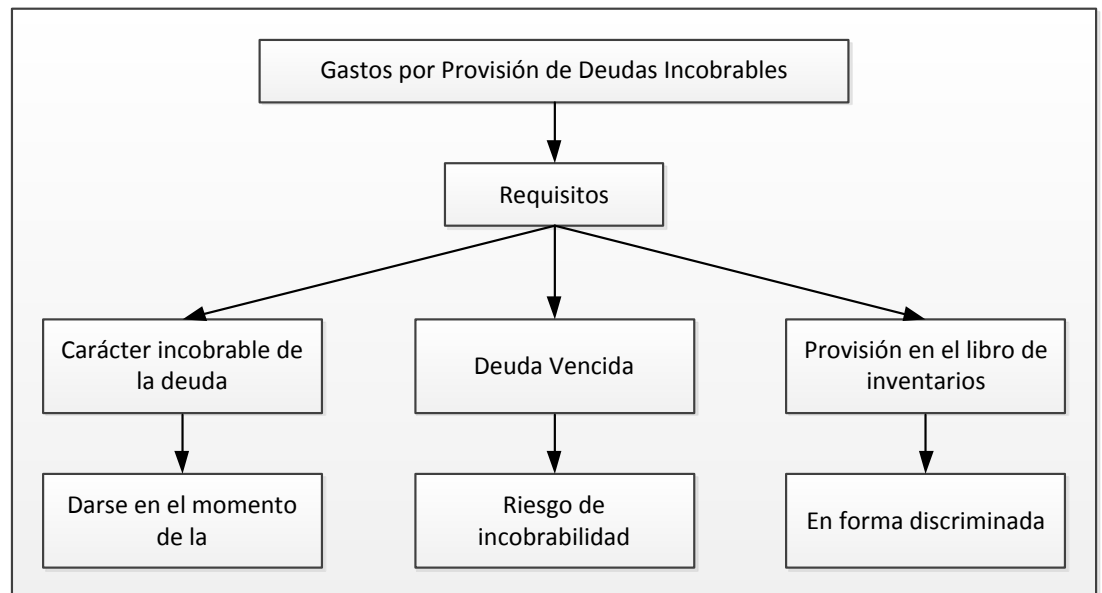 Gastos por Provisión de Deudas Incobrables
Requisitos
Carácter incobrable de
la deuda
Deuda Vencida
Provisión en el libro de
inventarios
Darse en el momento
de la
Riesgo de
incobrabilidad
En forma discriminada